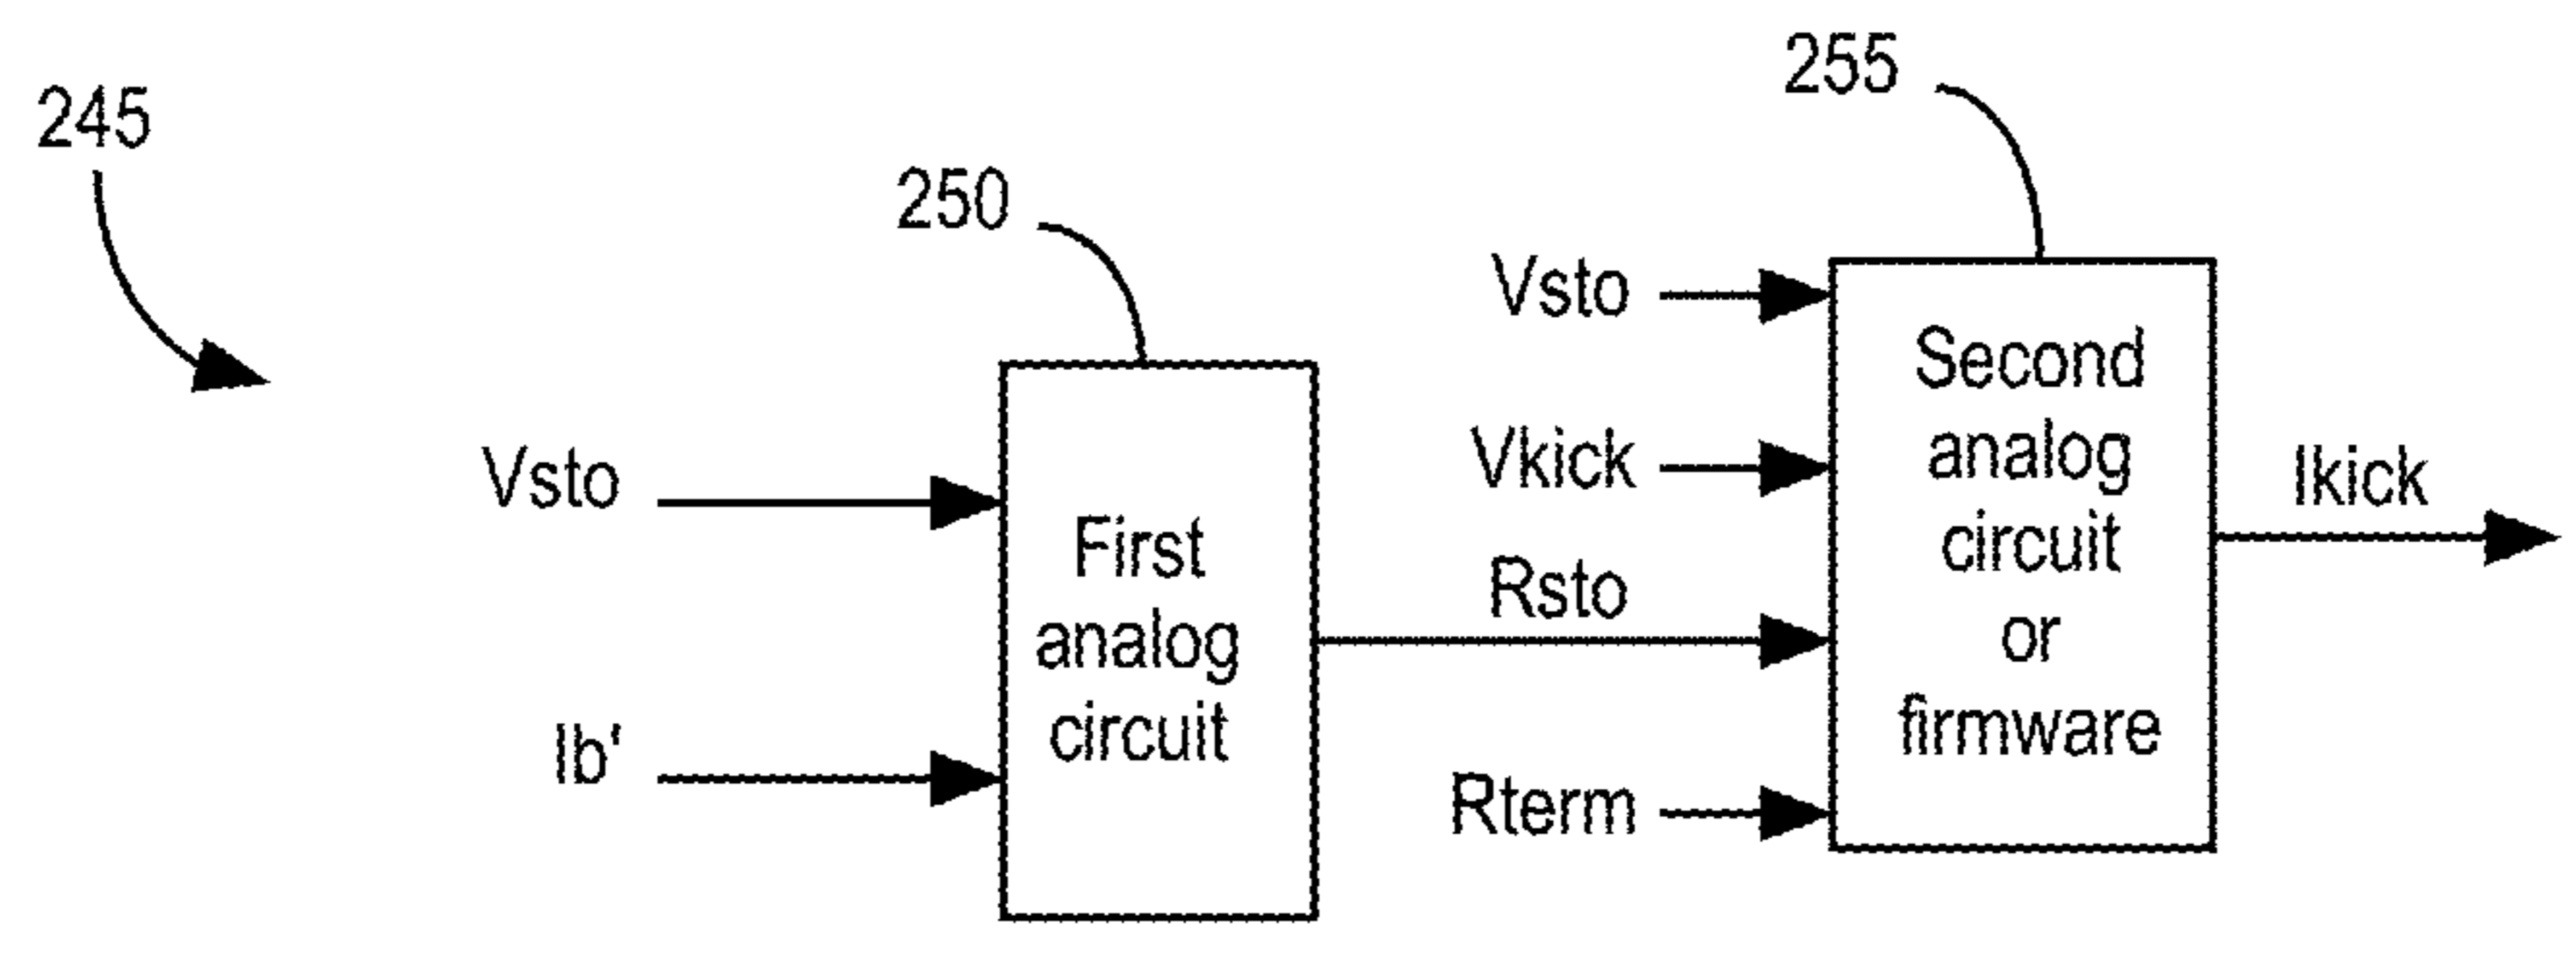 245
250
255
Vsto
Ib'
First
analog
circuit
Vsto
Vkick
Rsto
Rterm
Second
analog
circuit
or
firmware
Ikick